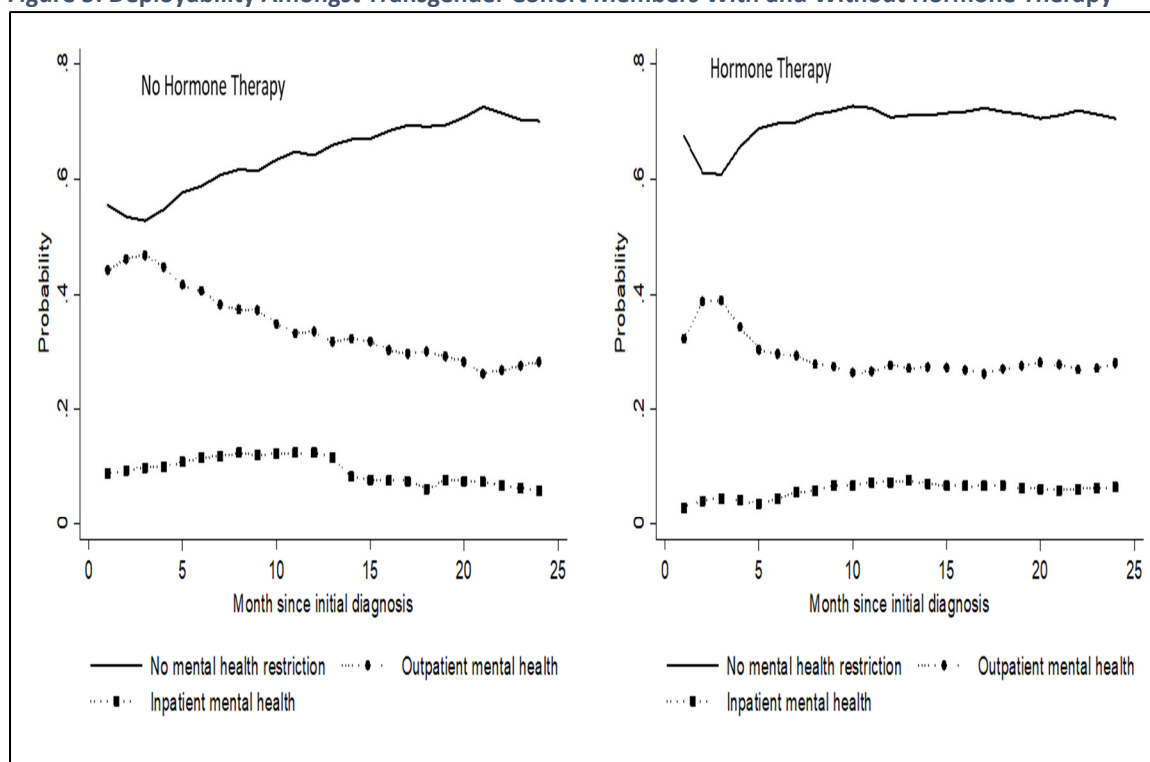 Figure 3: Deployability Amongst Transgender Cohort Members With and Without Hormone Therapy
No Hormone Therapy
Probability
.8
.6
.4
.2
0
0 5 10 15 20 25
Month since initial diagnosis
No mental health restriction
Outpatient mental health
Inpatient mental health
Hormone Therapy
Probability
.8
.6
.4
.2
0
0 5 10 15 20 25
Month since initial diagnosis
No mental health restriction
Outpatient mental health
Inpatient mental health